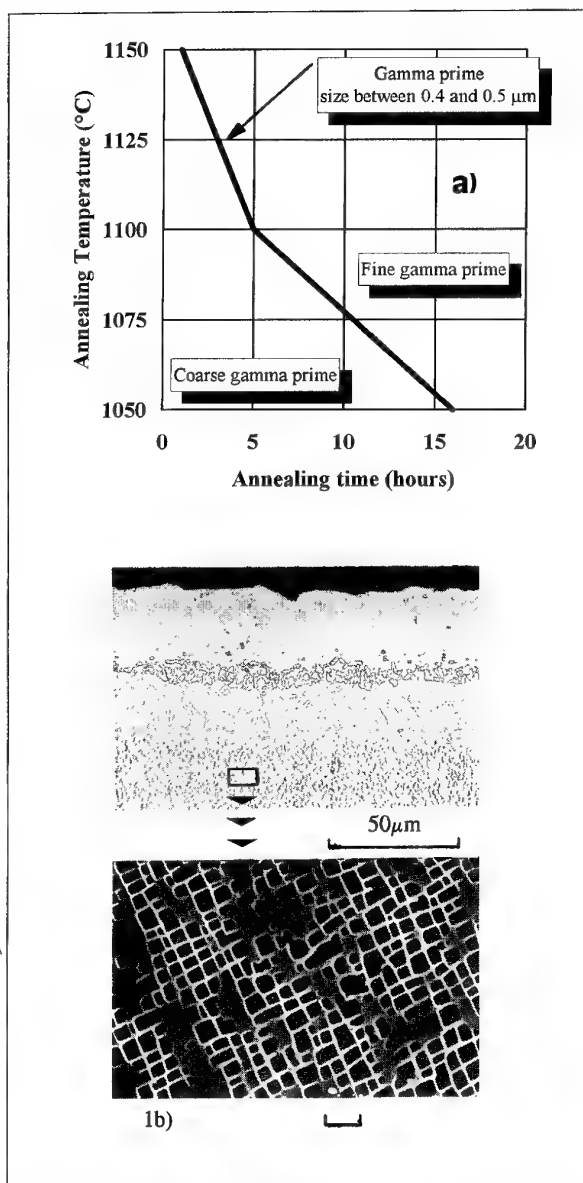 1150
1125
1100
1075
1050
Annealing Temperature (°C)
Gamma prime
size between 0.4 and 0.5 µm
a)
Fine gamma prime
Coarse gamma prime
0
5
10
15
20
Annealing time (hours)
50µm
1b)